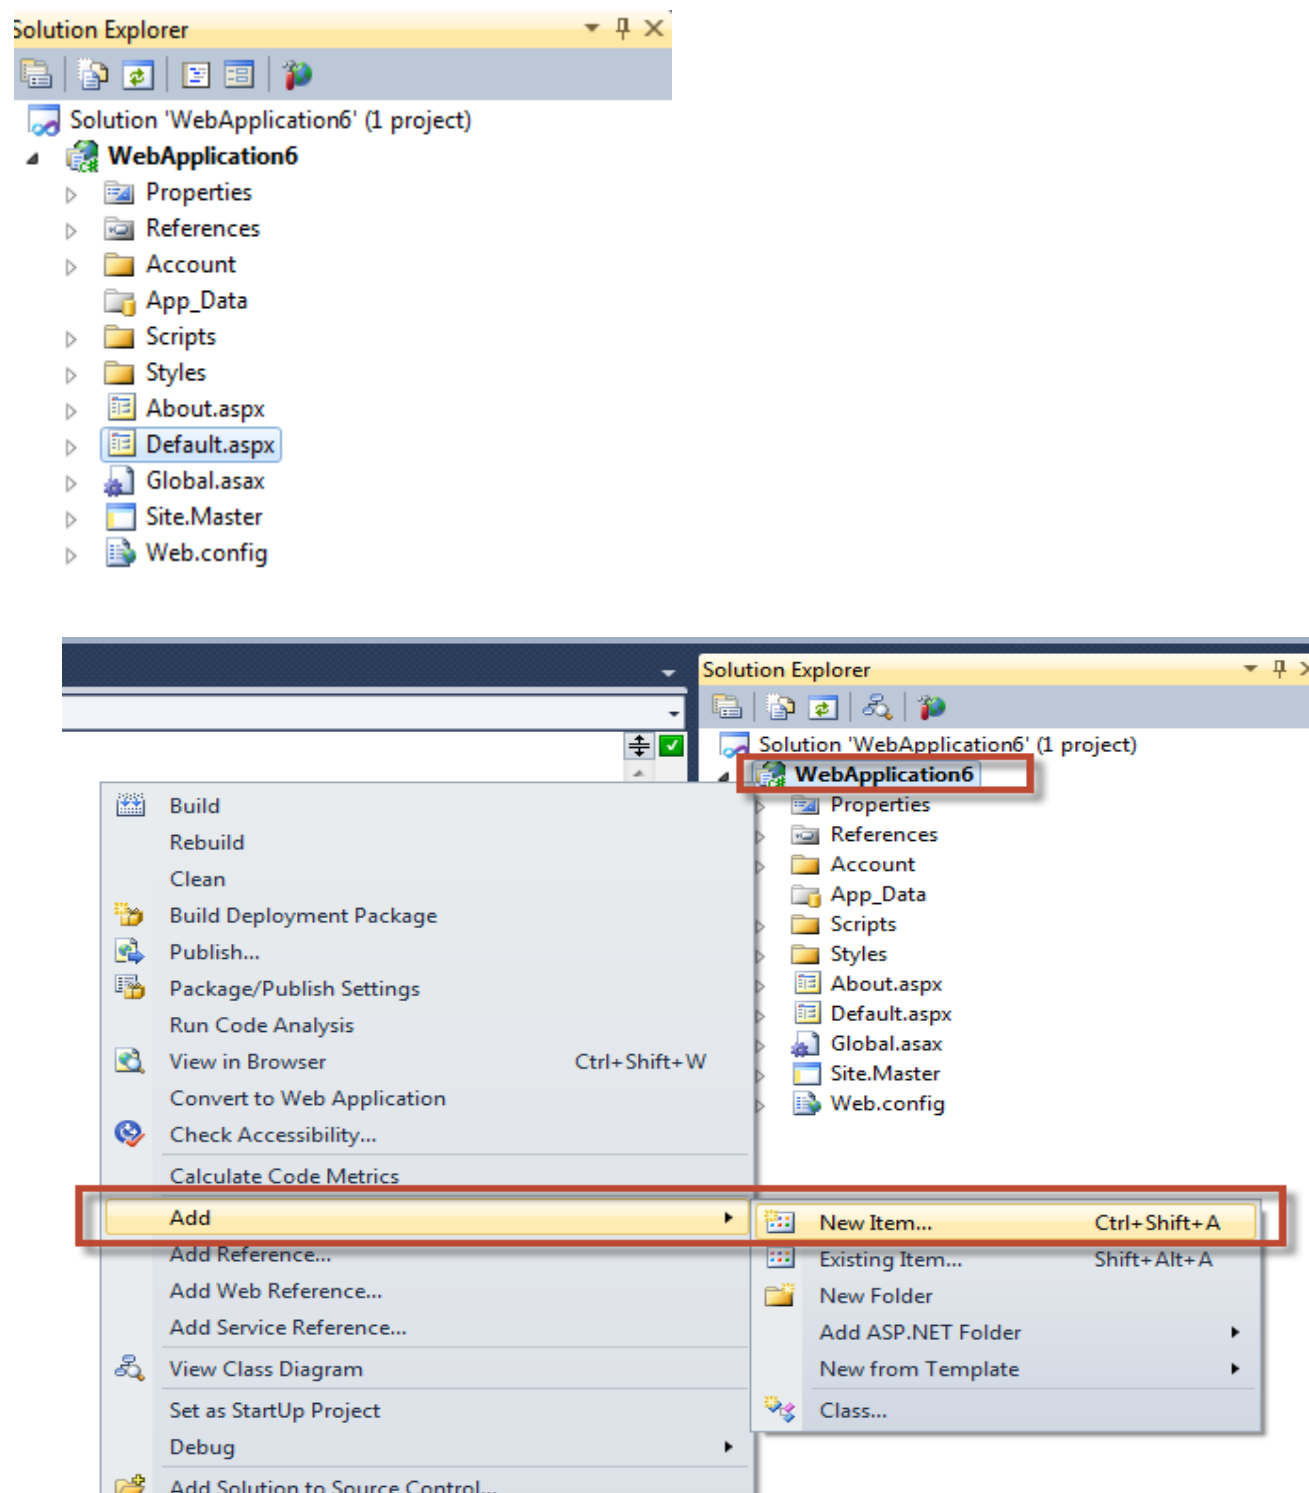 Solution Explorer
Solution 'WebApplication6' (1 project)
WebApplication6
Properties
References
Account
App_Data
Scripts
Styles
About.aspx
Default.aspx
Global.asax
Site.Master
Web.config
Solution Explorer
Solution 'WebApplication6' (1 project)
WebApplication6
Properties
References
Account
App_Data
Scripts
Styles
About.aspx
Default.aspx
Global.asax
Site.Master
Web.config
Build
Rebuild
Clean
Build Deployment Package
Publish...
Package/Publish Settings
Run Code Analysis
View in Browser Ctrl+Shift+W
Convert to Web Application
Check Accessibility...
Calculate Code Metrics
Add
Add Reference...
Add Web Reference...
Add Service Reference...
View Class Diagram
Set as StartUp Project
Debug
Add Solution to Source Control...
New Item... Ctrl+Shift+A
Existing Item... Shift+Alt+A
New Folder
Add ASP.NET Folder
New from Template
Class...